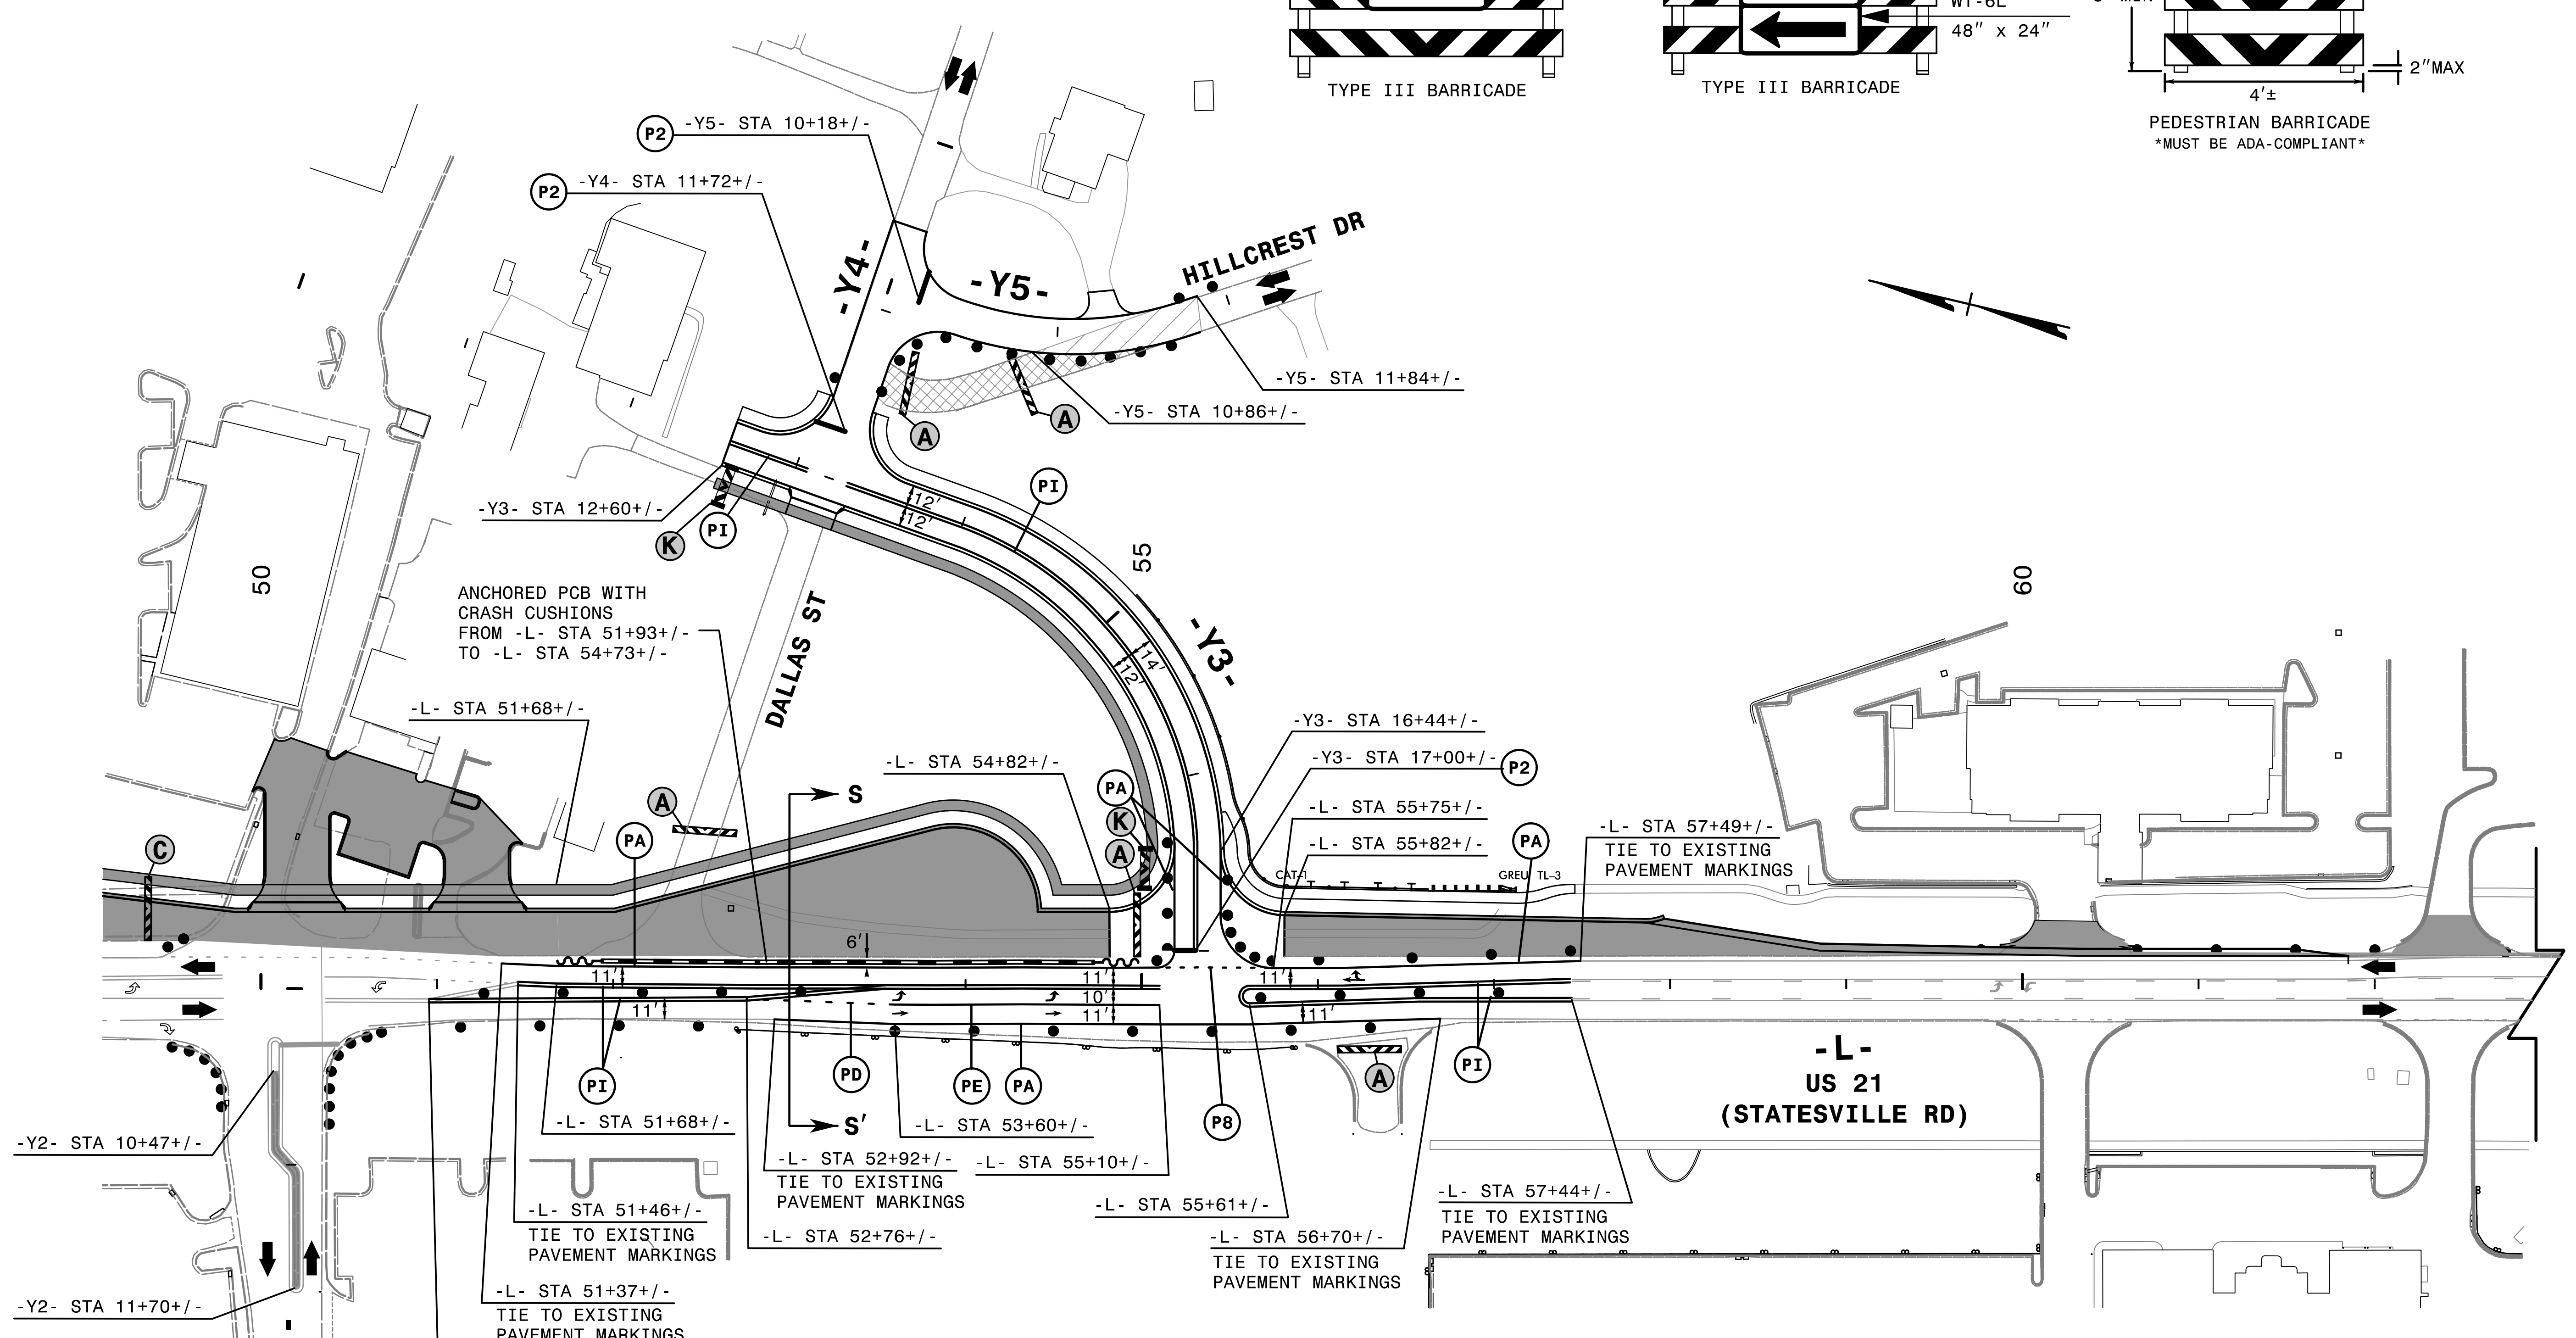 W1-6L
48" x 24"
TYPE III BARRICADE
TYPE III BARRICADE
2"MAX
4'±
PEDESTRIAN BARRICADE
*MUST BE ADA-COMPLIANT*
P2
-Y5- STA 10+18+/-
P2
-Y4- STA 11+72+/-
-Y4-
-Y5-
HILLCREST DR
-Y5- STA 11+84+/-
-Y5- STA 10+86+/-
A
A
PI
12'
12'
-Y3- STA 12+60+/-
K
PI
50
55
60
ANCHORED PCB WITH
CRASH CUSHIONS
FROM -L- STA 51+93+/-
TO -L- STA 54+73+/-
DALLAS ST
-Y3-
14'
12'
-L- STA 51+68+/-
-Y3- STA 16+44+/-
-Y3- STA 17+00+/-
P2
-L- STA 54+82+/-
S
A
PA
PA
K
A
-L- STA 55+75+/-
-L- STA 55+82+/-
PA
-L- STA 57+49+/-
TIE TO EXISTING
PAVEMENT MARKINGS
C
CAT-1
GREU TL-3
6'
11'
11'
11'
10'
11'
11'
11'
PI
PD
PE
PA
P8
A
PI
-L-
US 21
(STATESVILLE RD)
-L- STA 51+68+/-
S'
-L- STA 53+60+/-
-Y2- STA 10+47+/-
-L- STA 52+92+/-
TIE TO EXISTING
PAVEMENT MARKINGS
-L- STA 55+10+/-
-L- STA 55+61+/-
-L- STA 57+44+/-
TIE TO EXISTING
PAVEMENT MARKINGS
-L- STA 51+46+/-
TIE TO EXISTING
PAVEMENT MARKINGS
-L- STA 52+76+/-
-L- STA 56+70+/-
TIE TO EXISTING
PAVEMENT MARKINGS
-Y2- STA 11+70+/-
-L- STA 51+37+/-
TIE TO EXISTING
PAVEMENT MARKINGS